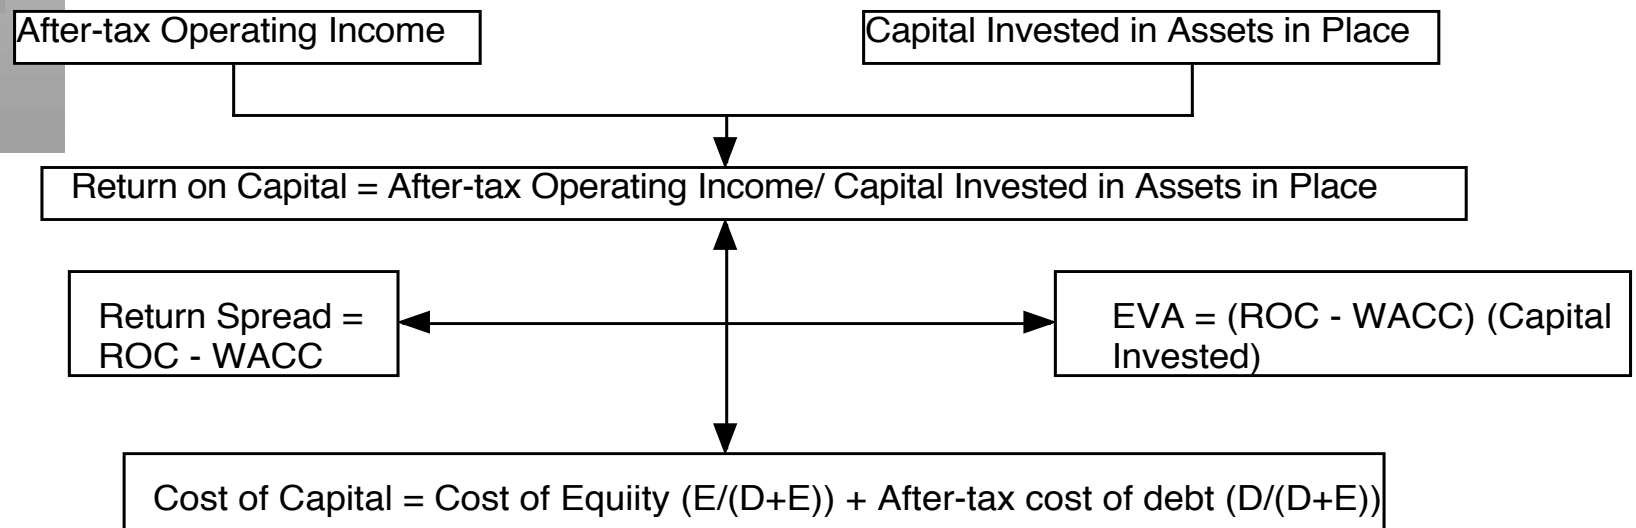 After-tax Operating Income
Capital Invested in Assets in Place
Return on Capital = After-tax Operating Income/ Capital Invested in Assets in Place
Return Spread =
ROC - WACC
EVA = (ROC - WACC) (Capital
Invested)
Cost of Capital = Cost of Equiity (E/(D+E)) + After-tax cost of debt (D/(D+E))